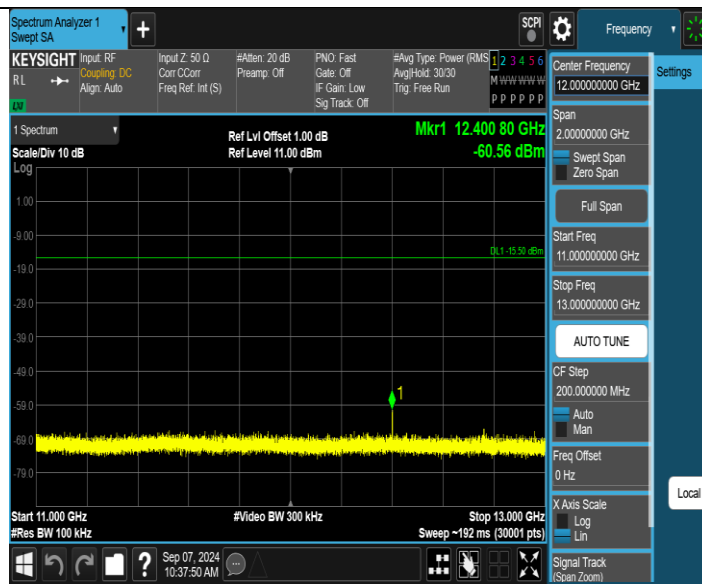 Spectrum Analyzer 1
Swept SA
+
SCPI
Frequency
KEYSIGHT
RL
LXI
Input: RF
Coupling: DC
Align: Auto
Input Z: 50 Ω
Corr CCorr
Freq Ref: Int (S)
#Atten: 20 dB
Preamp: Off
PNO: Fast
Gate: Off
IF Gain: Low
Sig Track: Off
#Avg Type: Power (RMS
Avg|Hold: 30/30
Trig: Free Run
1 2 3 4 5 6
M W W W W W
P P P P P P
1 Spectrum
Scale/Div 10 dB
Log
Ref Lvl Offset 1.00 dB
Ref Level 11.00 dBm
Mkr1 12.400 80 GHz
-60.56 dBm
1.00
-9.00
DL1 -15.50 dBm
-19.0
-29.0
-39.0
-49.0
1
-59.0
-69.0
-79.0
Start 11.000 GHz
#Res BW 100 kHz
#Video BW 300 kHz
Stop 13.000 GHz
Sweep ~192 ms (30001 pts)
?
Sep 07, 2024
10:37:50 AM
Center Frequency
12.000000000 GHz
Settings
Span
2.00000000 GHz
Swept Span
Zero Span
Full Span
Start Freq
11.000000000 GHz
Stop Freq
13.000000000 GHz
AUTO TUNE
CF Step
200.000000 MHz
Auto
Man
Freq Offset
0 Hz
Local
X Axis Scale
Log
Lin
Signal Track
(Span Zoom)